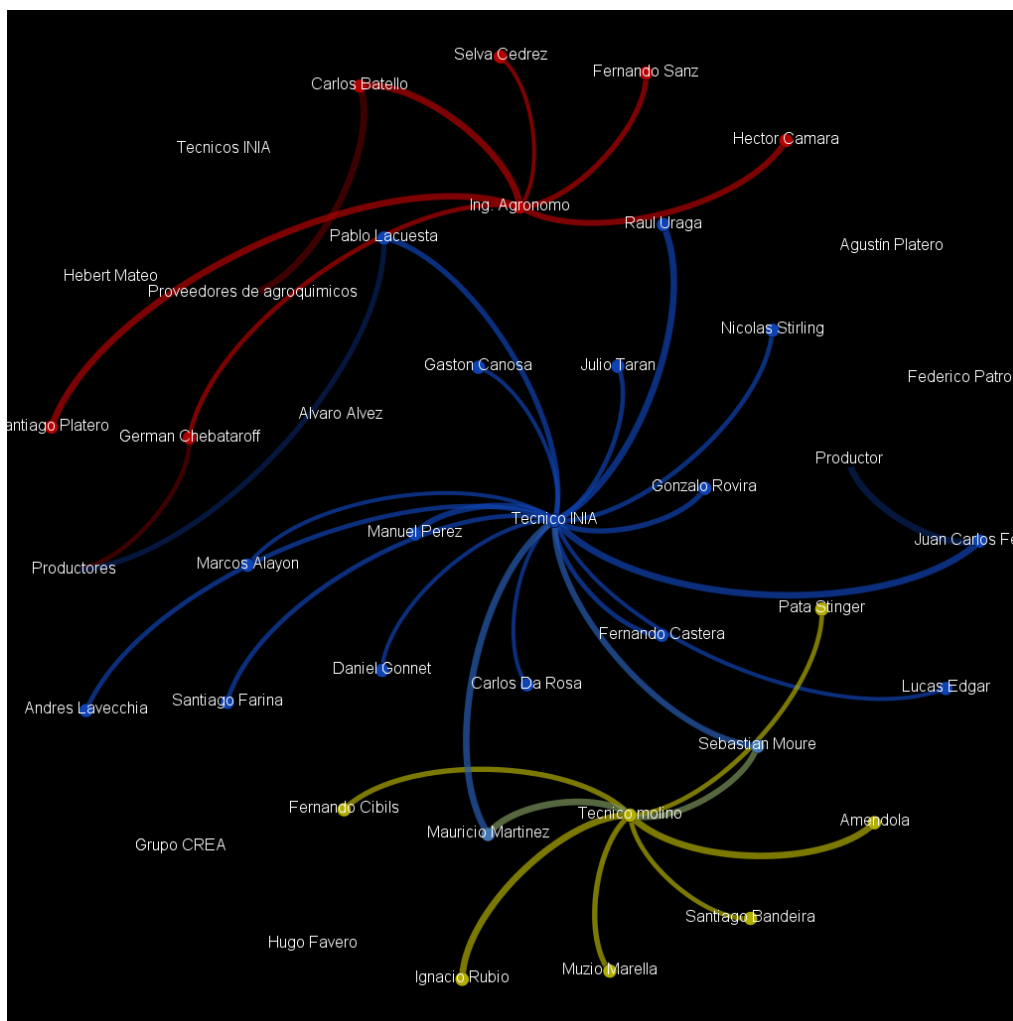 Selva Cedrez
Fernando Sanz
Carlos Batello
Hector Camara
Tecnicos INIA
Ing. Agronomo
Raul Uraga
Pablo Lacuesta
Agustín Platero
Hebert Mateo
Proveedores de agroquimicos
Nicolas Stirling
Gaston Canosa
Julio Taran
Federico Patro
Alvaro Alvez
antiago Platero
German Chebataroff
Productor
Gonzalo Rovira
Tecnico INIA
Manuel Perez
Juan Carlos Fe
Marcos Alayon
Productores
Pata Stinger
Fernando Castera
Daniel Gonnet
Carlos Da Rosa
Lucas Edgar
Santiago Farina
Andres Lavecchia
Sebastian Moure
Fernando Cibils
Tecnico molino
Amendola
Mauricio Martinez
Grupo CREA
Santiago Bandeira
Hugo Favero
Muzio Marella
Ignacio Rubio